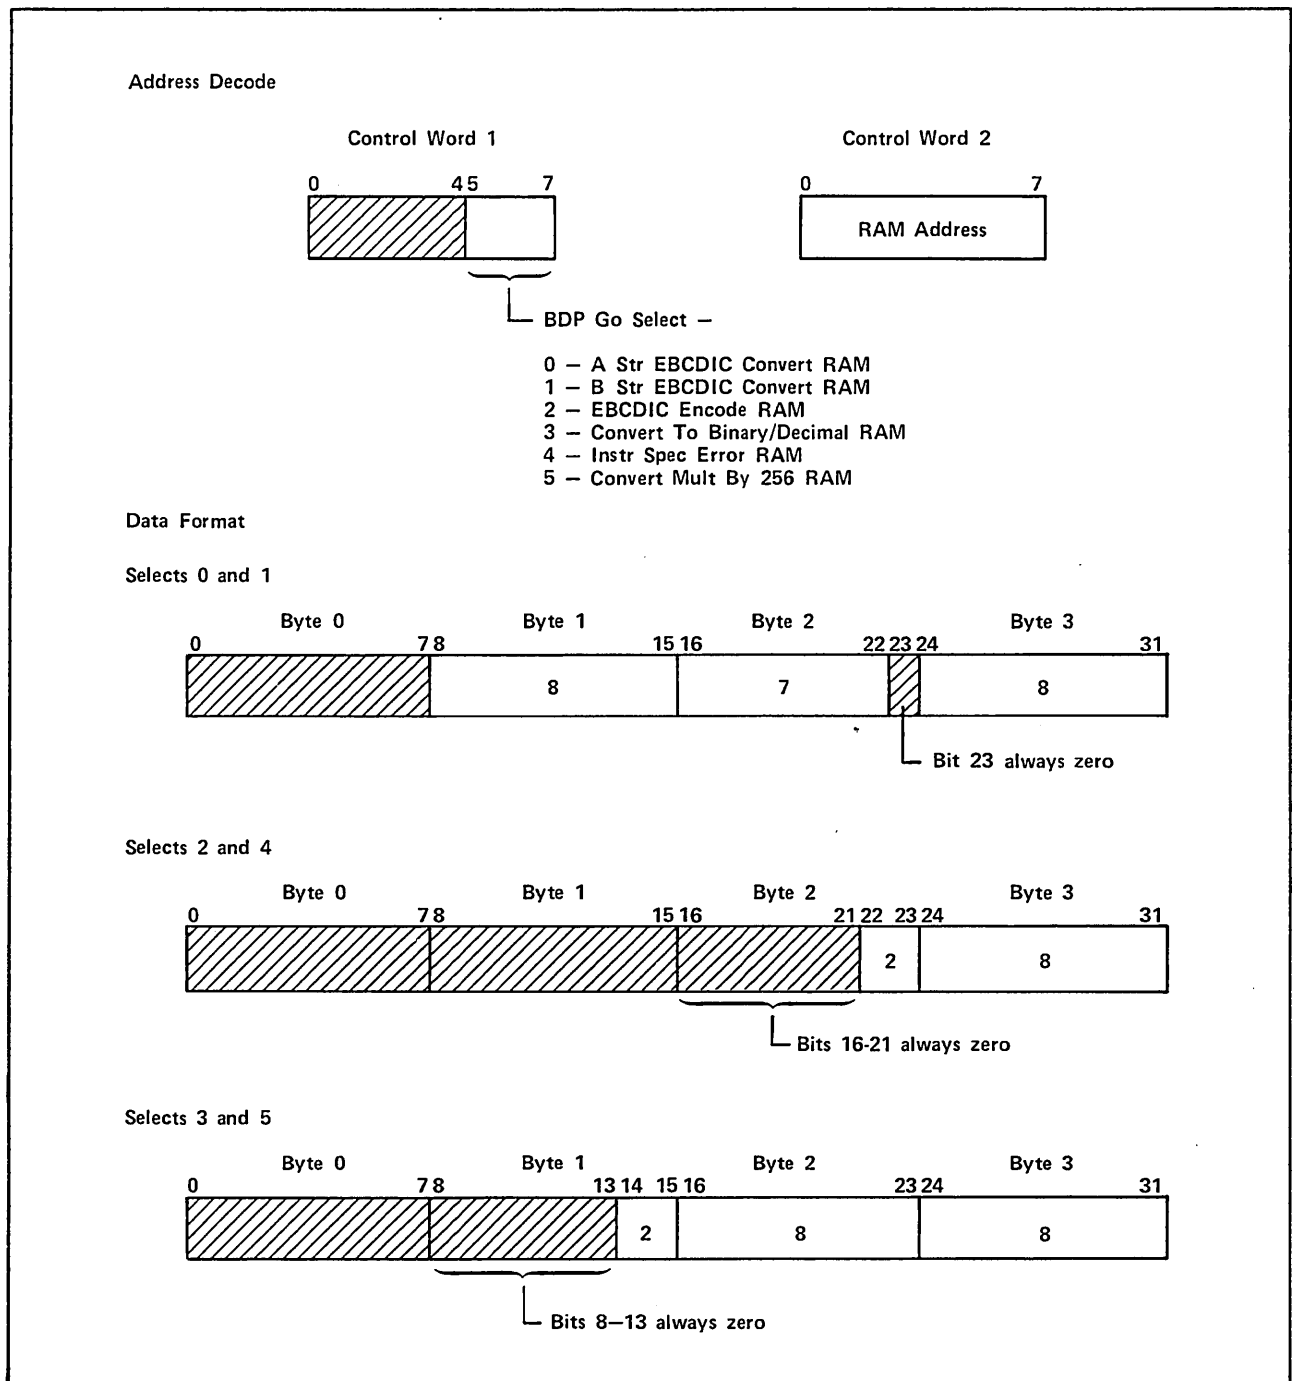 Address Decode
Control Word 1 Control Word 2
0 4 5 7 0 7
RAM Address
BDP Go Select —
0 — A Str EBCDIC Convert RAM
1 — B Str EBCDIC Convert RAM
2 — EBCDIC Encode RAM
3 — Convert To Binary/Decimal RAM
4 — Instr Spec Error RAM
5 — Convert Mult By 256 RAM
Data Format
Selects 0 and 1
Byte 0 Byte 1 Byte 2 Byte 3
0 7 8 15 16 22 23 24 31
8 7 8
Bit 23 always zero
Selects 2 and 4
Byte 0 Byte 1 Byte 2 Byte 3
0 7 8 15 16 21 22 23 24 31
2 8
Bits 16-21 always zero
Selects 3 and 5
Byte 0 Byte 1 Byte 2 Byte 3
0 7 8 13 14 15 16 23 24 31
2 8 8
Bits 8—13 always zero